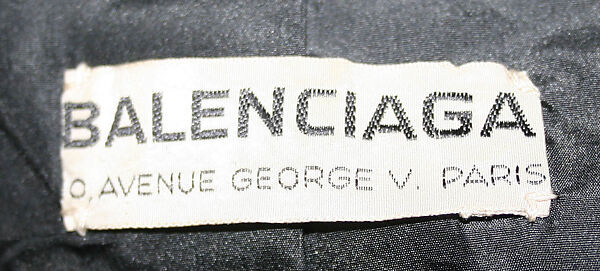 BALENCIAGA
0, AVENUE GEORGE V. PARIS